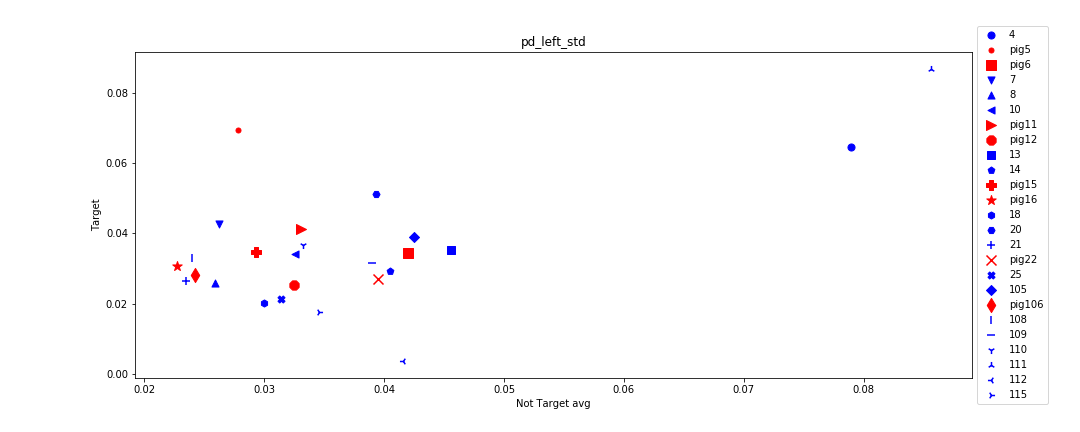 pd_left_std
Target
0.08
0.06
0.04
0.02
0.00
0.02 0.03 0.04 0.05 0.06 0.07 0.08
Not Target avg
4
pig5
pig6
7
8
10
pig11
pig12
13
14
pig15
pig16
18
20
21
pig22
25
105
pig106
108
109
110
111
112
115